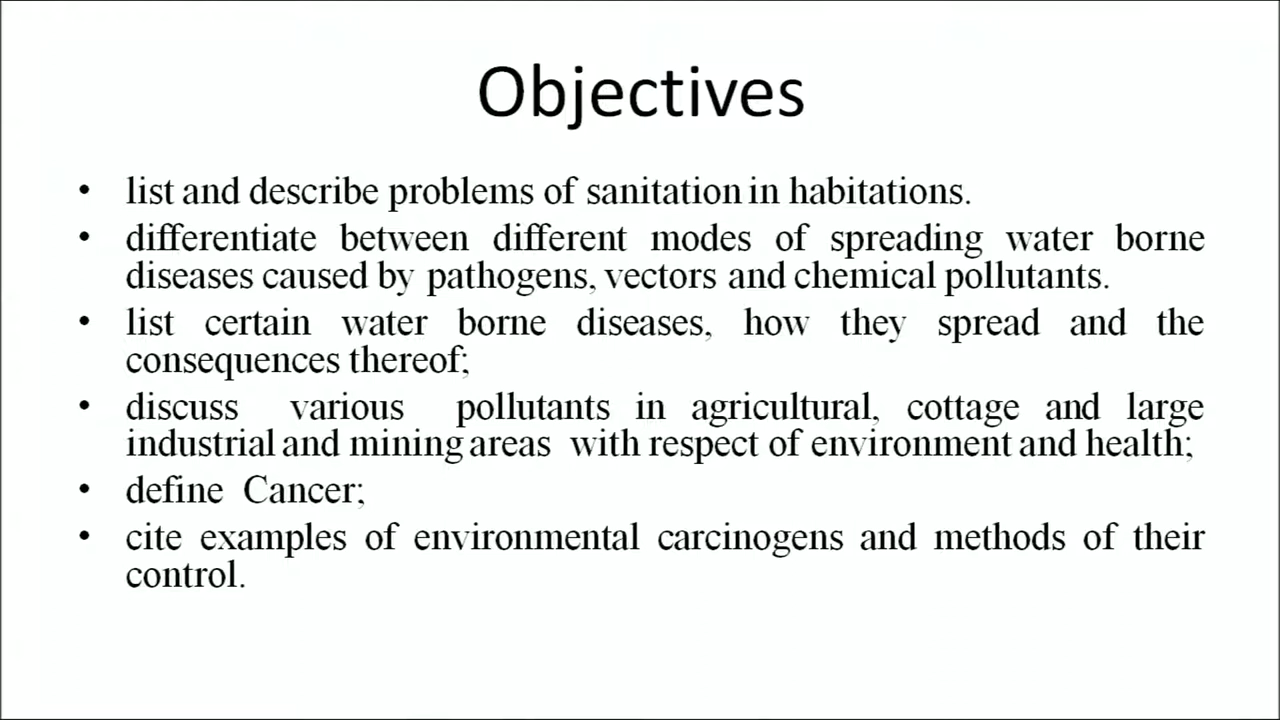 Objectives
• list and describe problems of sanitation in habitations.
• differentiate between different modes of spreading water borne
diseases caused by pathogens, vectors and chemical pollutants.
• list certain water borne diseases, how they spread and the
consequences thereof;
• discuss various pollutants in agricultural, cottage and large
industrial and mining areas with respect of environment and health;
• define Cancer;
• cite examples of environmental carcinogens and methods of their
control.